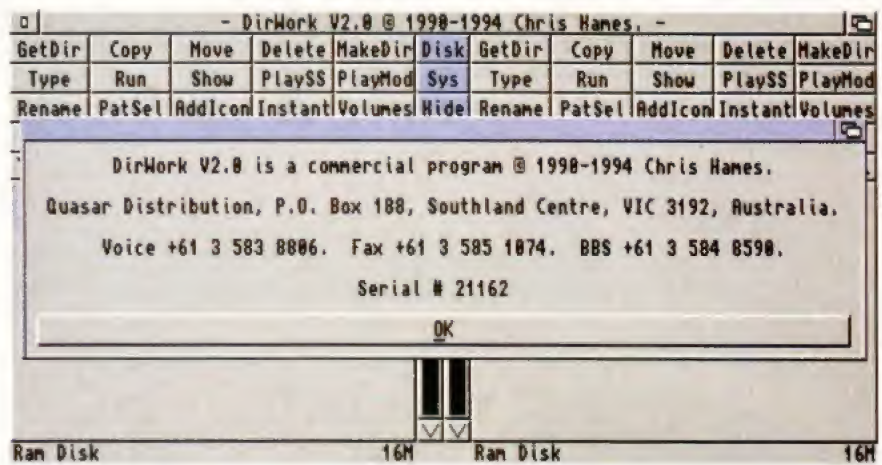 - DirWork V2.0 © 1990-1994 Chris Hames. -
GetDir Copy Move Delete MakeDir Disk GetDir Copy Move Delete MakeDir
Type Run Show PlaySS PlayMod Sys Type Run Show PlaySS PlayMod
Rename PatSel AddIcon Instant Volumes Hide Rename PatSel AddIcon Instant Volumes
DirWork V2.0 is a commercial program © 1990-1994 Chris Hames.
Quasar Distribution, P.O. Box 188, Southland Centre, VIC 3192, Australia.
Voice +61 3 583 8806. Fax +61 3 585 1074. BBS +61 3 584 8590.
Serial # 21162
OK
Ram Disk 16M Ram Disk 16M